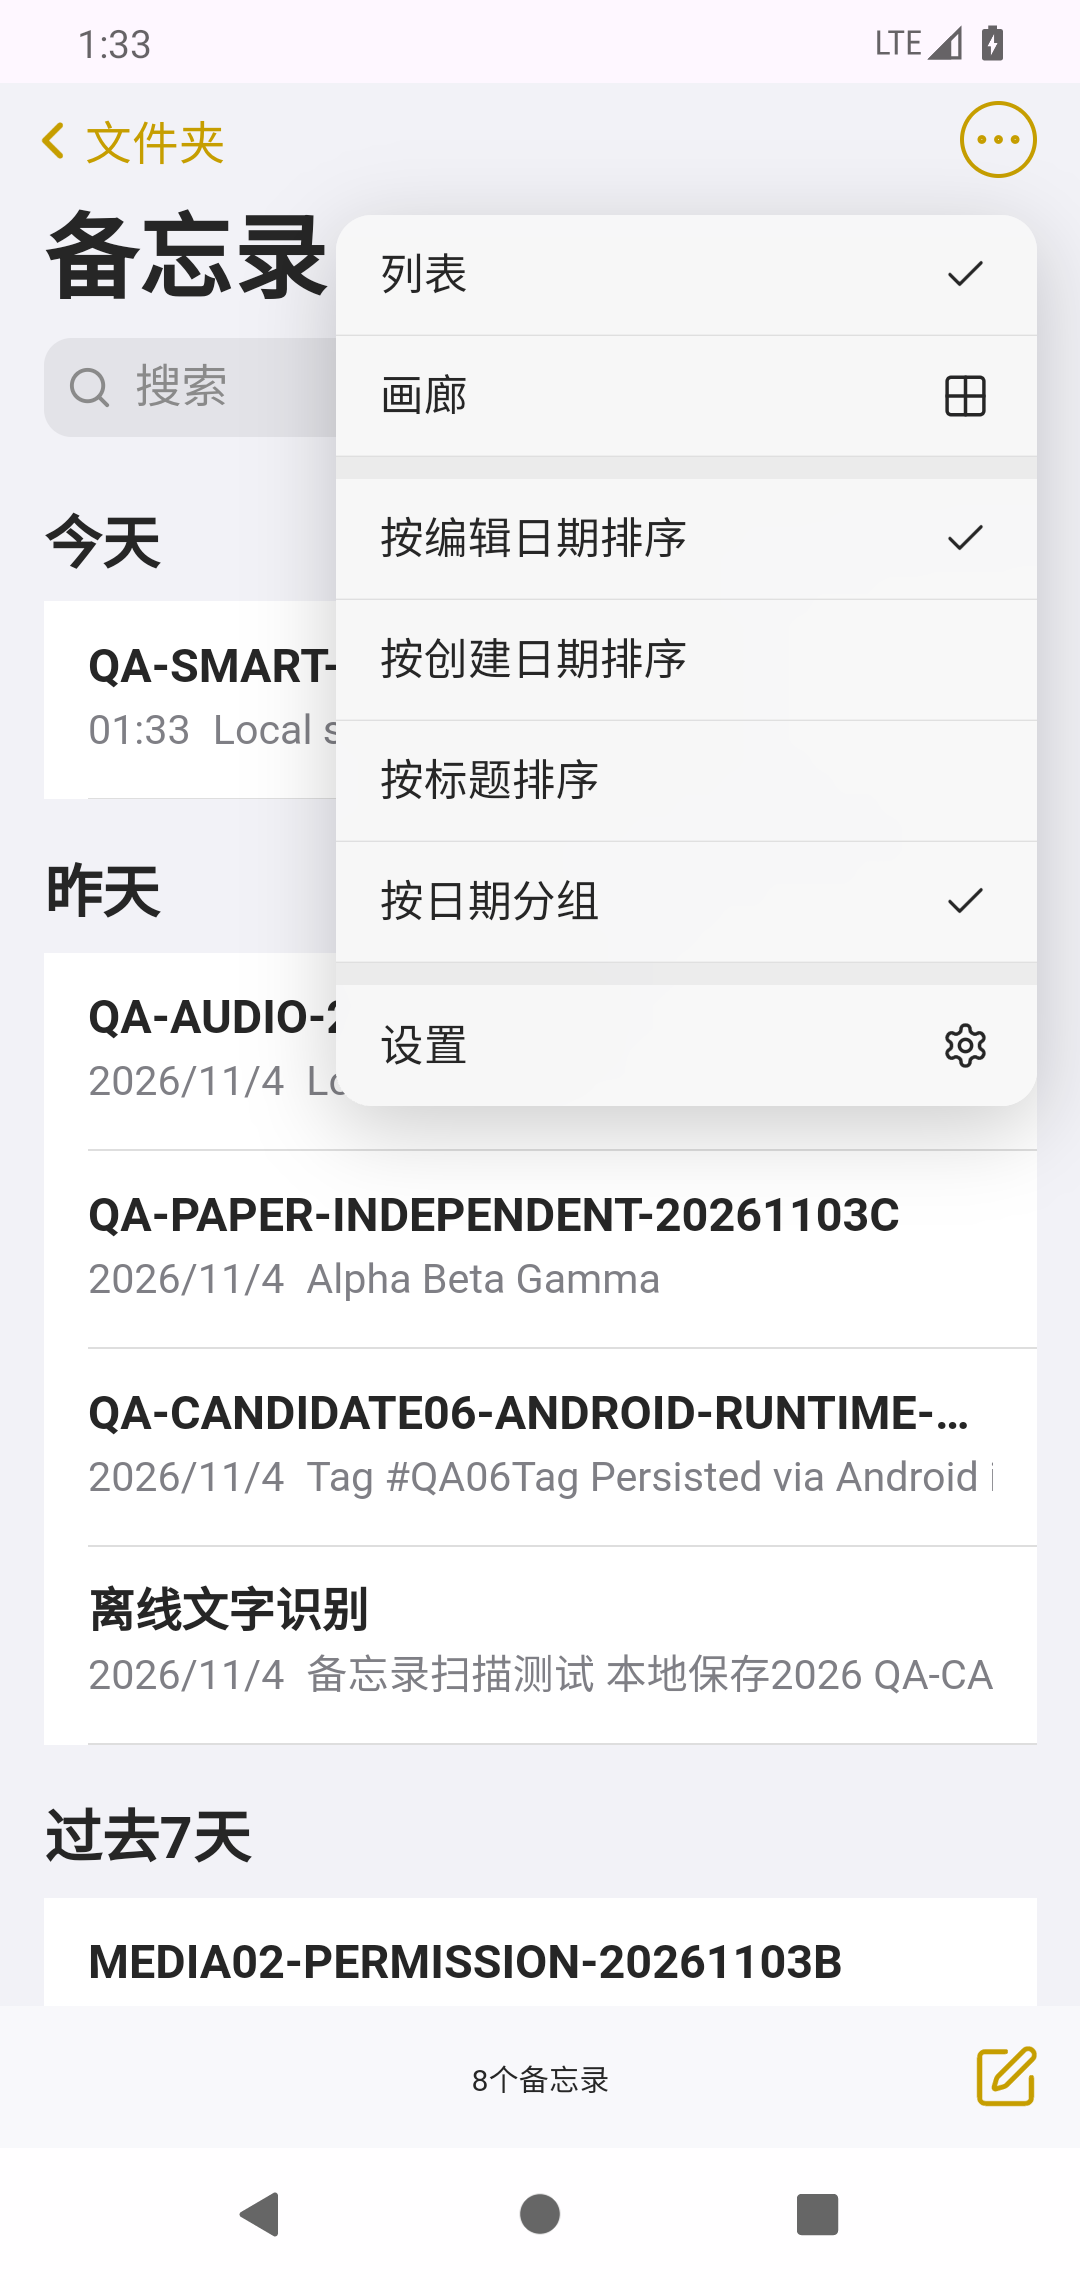 1:33 LTE
文件夹
备忘录
搜索
列表
画廊
按编辑日期排序
按创建日期排序
按标题排序
按日期分组
设置
今天
QA-SMART-
01:33 Local s
昨天
QA-AUDIO-2
2026/11/4 Lo
QA-PAPER-INDEPENDENT-20261103C
2026/11/4 Alpha Beta Gamma
QA-CANDIDATE06-ANDROID-RUNTIME-...
2026/11/4 Tag #QA06Tag Persisted via Android i
离线文字识别
2026/11/4 备忘录扫描测试 本地保存2026 QA-CA
过去7天
MEDIA02-PERMISSION-20261103B
8个备忘录